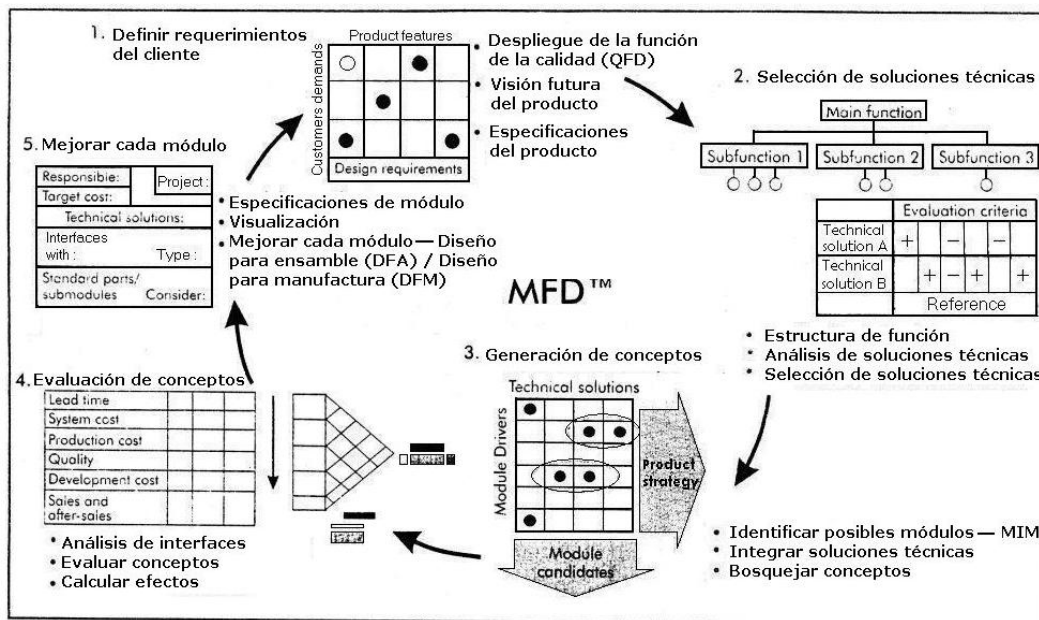 1. Definir requerimientos
del cliente
Product features
Customers demands
Design requirements
• Despliegue de la función
de la calidad (QFD)
• Visión futura
del producto
• Especificaciones
del producto
2. Selección de soluciones técnicas
Main function
Subfunction 1
Subfunction 2
Subfunction 3
Evaluation criteria
Technical
solution A
+ − −
Technical
solution B
+ − + +
Reference
• Estructura de función
• Análisis de soluciones técnicas
• Selección de soluciones técnicas
5. Mejorar cada módulo
Responsible:
Project:
Target cost:
Technical solutions:
Interfaces
with: Type:
Standard parts/
submodules Consider:
• Especificaciones de módulo
• Visualización
• Mejorar cada módulo — Diseño
para ensamble (DFA) / Diseño
para manufactura (DFM)
MFD™
3. Generación de conceptos
Technical solutions
Module Drivers
Product
strategy
Module
candidates
• Identificar posibles módulos — MIM
• Integrar soluciones técnicas
• Bosquejar conceptos
4. Evaluación de conceptos
Lead time
System cost
Production cost
Quality
Development cost
Sales and
after-sales
• Análisis de interfaces
• Evaluar conceptos
• Calcular efectos